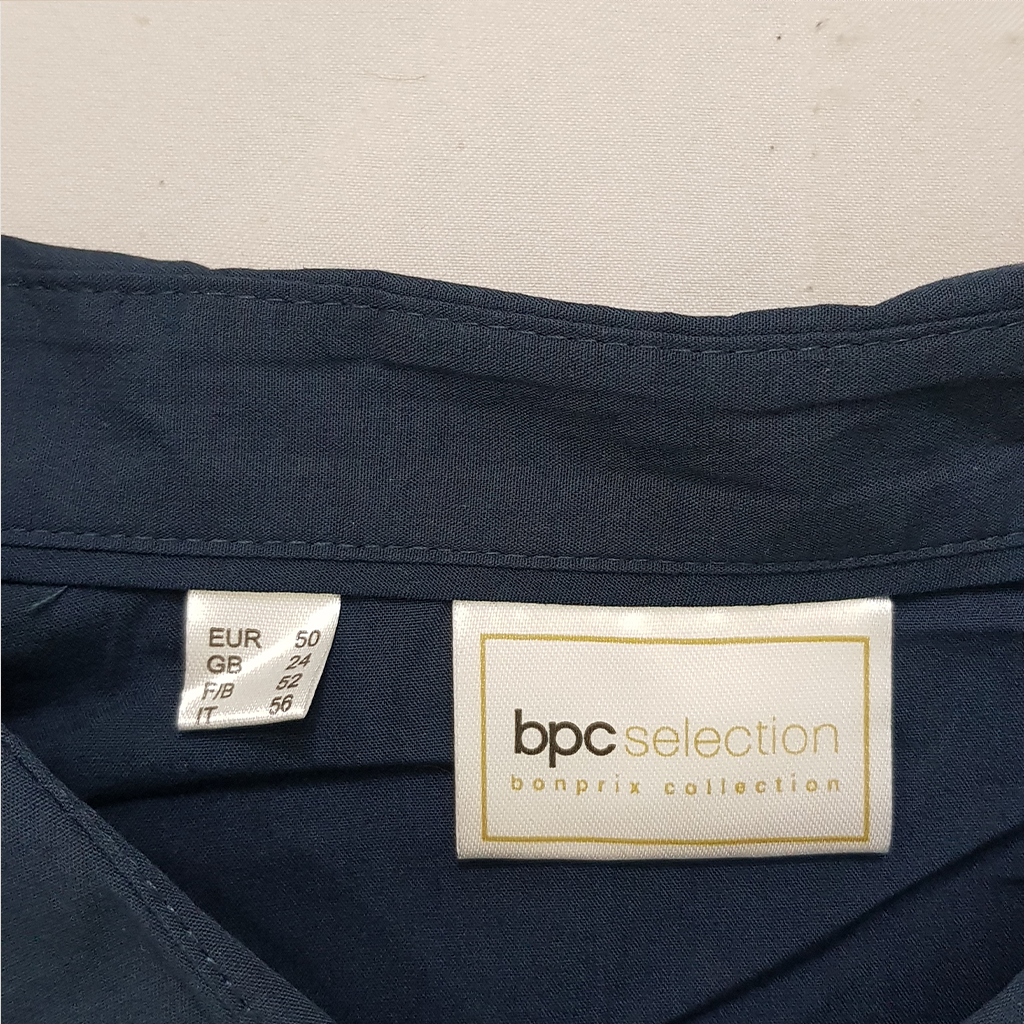 EUR 50
GB 24
F/B 52
IT 56
bpc selection
bonprix collection